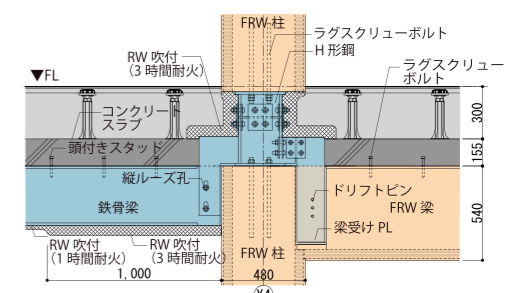 FRW 柱
ラグスクリューボルト
H 形鋼
RW 吹付
(3 時間耐火)
ラグスクリュー
ボルト
▼FL
コンクリート
スラブ
頭付きスタッド
300
155
540
縦ルーズ孔
鉄骨梁
ドリフトピン
FRW 梁
梁受け PL
RW 吹付
(1 時間耐火)
RW 吹付
(3 時間耐火)
FRW 柱
1,000
480